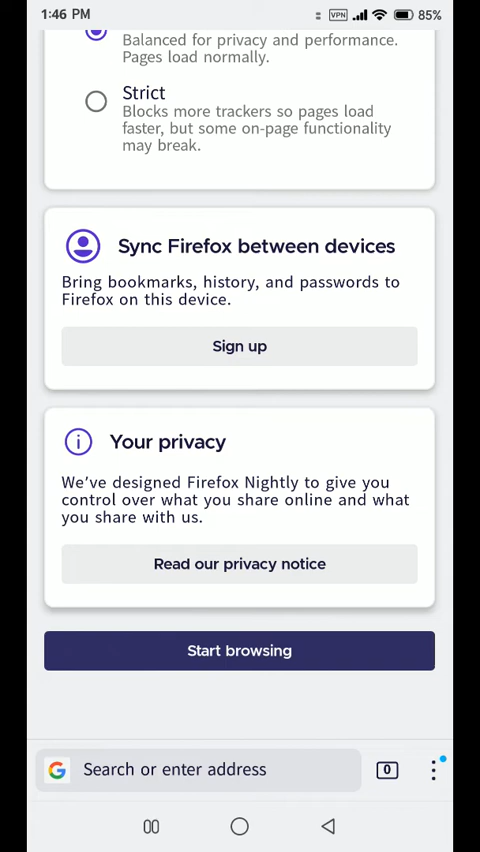 1:46 PM
VPN
85%
Balanced for privacy and performance.
Pages load normally.
Strict
Blocks more trackers so pages load
faster, but some on-page functionality
may break.
Sync Firefox between devices
Bring bookmarks, history, and passwords to
Firefox on this device.
Sign up
Your privacy
We've designed Firefox Nightly to give you
control over what you share online and what
you share with us.
Read our privacy notice
Start browsing
Search or enter address
0